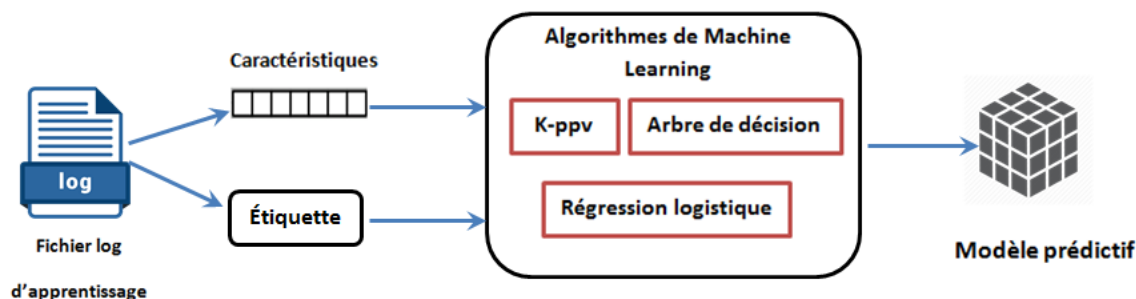 log
Fichier log
d'apprentissage
Caractéristiques
Étiquette
Algorithmes de Machine
Learning
K-ppv
Arbre de décision
Régression logistique
Modèle prédictif